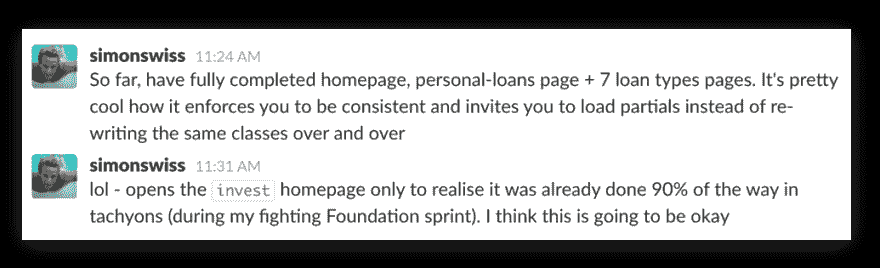 simonswiss 11:24 AM
So far, have fully completed homepage, personal-loans page + 7 loan types pages. It's pretty
cool how it enforces you to be consistent and invites you to load partials instead of re-
writing the same classes over and over
simonswiss 11:31 AM
lol - opens the invest homepage only to realise it was already done 90% of the way in
tachyons (during my fighting Foundation sprint). I think this is going to be okay